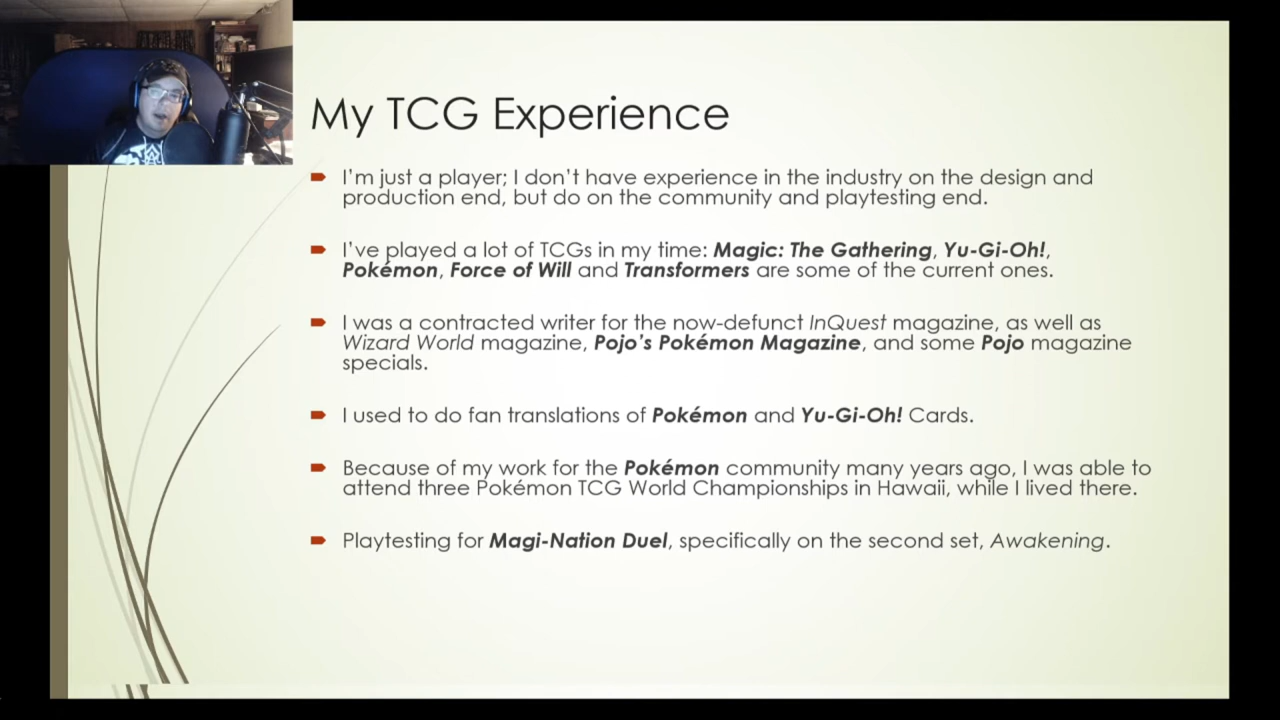 My TCG Experience
I'm just a player; I don't have experience in the industry on the design and
production end, but do on the community and playtesting end.
I've played a lot of TCGs in my time: Magic: The Gathering, Yu-Gi-Oh!,
Pokémon, Force of Will and Transformers are some of the current ones.
I was a contracted writer for the now-defunct InQuest magazine, as well as
Wizard World magazine, Pojo's Pokémon Magazine, and some Pojo magazine
specials.
I used to do fan translations of Pokémon and Yu-Gi-Oh! Cards.
Because of my work for the Pokémon community many years ago, I was able to
attend three Pokémon TCG World Championships in Hawaii, while I lived there.
Playtesting for Magi-Nation Duel, specifically on the second set, Awakening.